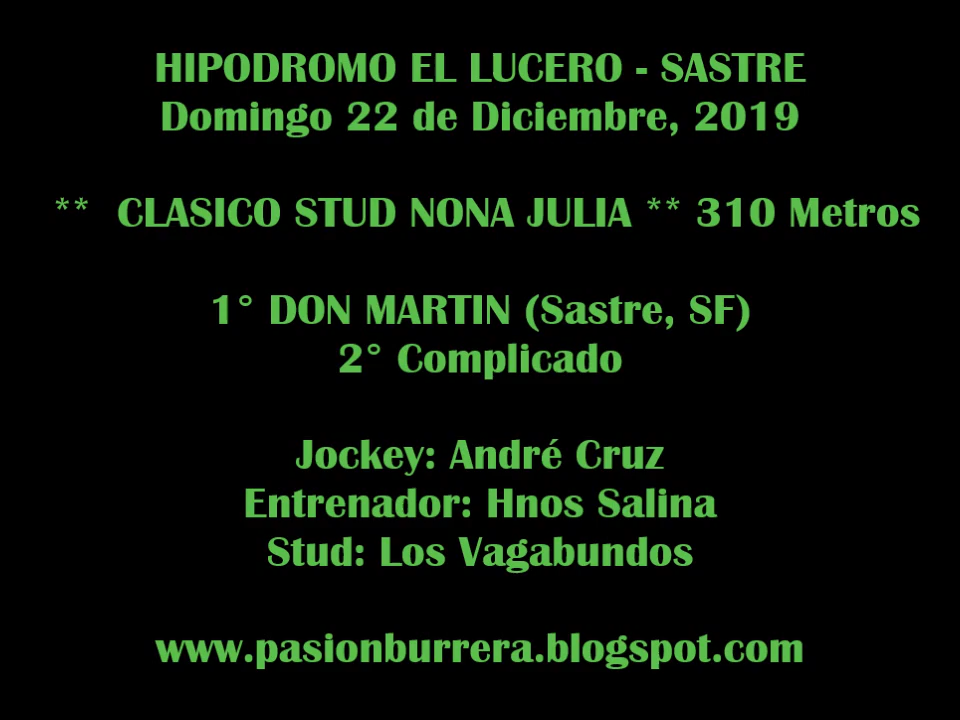 HIPODROMO EL LUCERO - SASTRE
Domingo 22 de Diciembre, 2019
** CLASICO STUD NONA JULIA ** 310 Metros
1° DON MARTIN (Sastre, SF)
2° Complicado
Jockey: André Cruz
Entrenador: Hnos Salina
Stud: Los Vagabundos
www.pasionburrera.blogspot.com